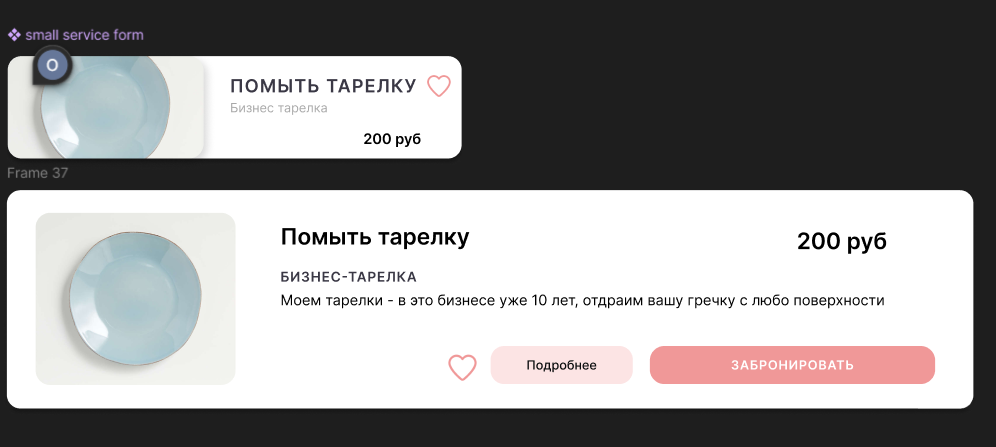 small service form
O
ПОМЫТЬ ТАРЕЛКУ
Бизнес тарелка
200 руб
Frame 37
Помыть тарелку
200 руб
БИЗНЕС-ТАРЕЛКА
Моем тарелки - в это бизнесе уже 10 лет, отдраим вашу гречку с любо поверхности
Подробнее
ЗАБРОНИРОВАТЬ